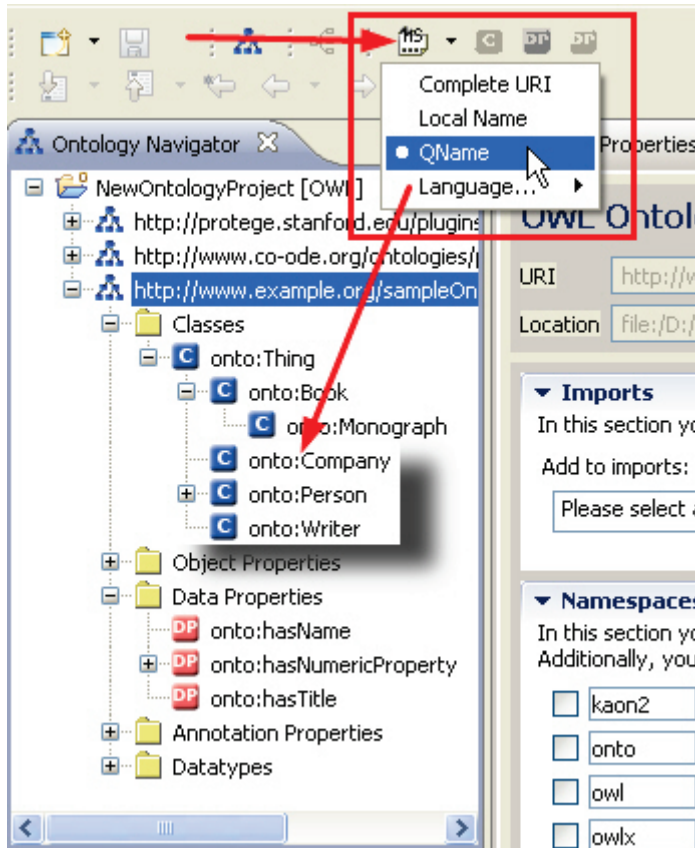 Complete URI
Local Name
QName
Language...
Ontology Navigator
Properties
NewOntologyProject [OWL]
http://protege.stanford.edu/plugins
http://www.co-ode.org/ontologies/
http://www.example.org/sampleOn
Classes
onto:Thing
onto:Book
onto:Monograph
onto:Company
onto:Person
onto:Writer
Object Properties
Data Properties
DP onto:hasName
DP onto:hasNumericProperty
DP onto:hasTitle
Annotation Properties
Datatypes
OWL Ontol
URI http://w
Location file:/D:/
Imports
In this section yo
Add to imports:
Please select
Namespaces
In this section yo
Additionally, you
kaon2
onto
owl
owlx